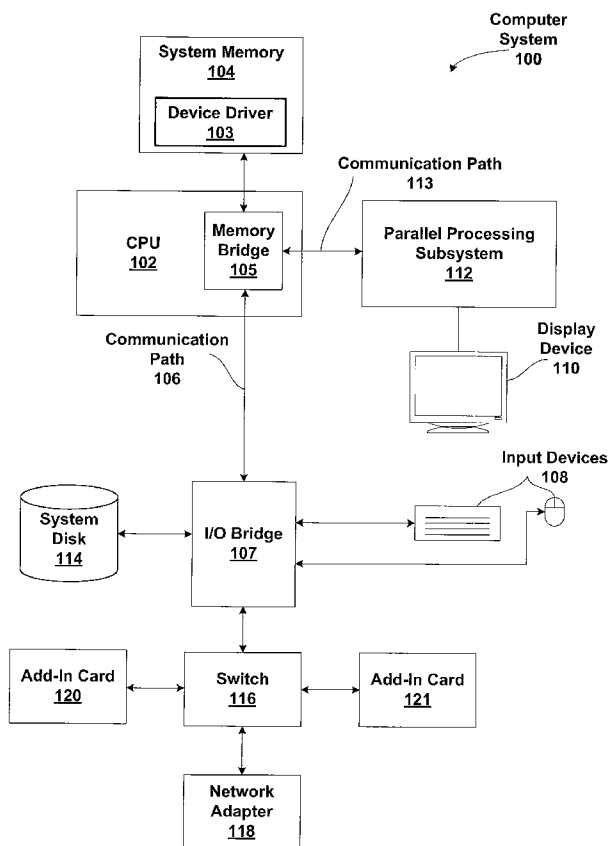 Computer
System
100
System Memory
104
Device Driver
103
Communication Path
113
CPU
102
Memory
Bridge
105
Parallel Processing
Subsystem
112
Communication
Path
106
Display
Device
110
Input Devices
108
System
Disk
114
I/O Bridge
107
Add-In Card
120
Switch
116
Add-In Card
121
Network
Adapter
118